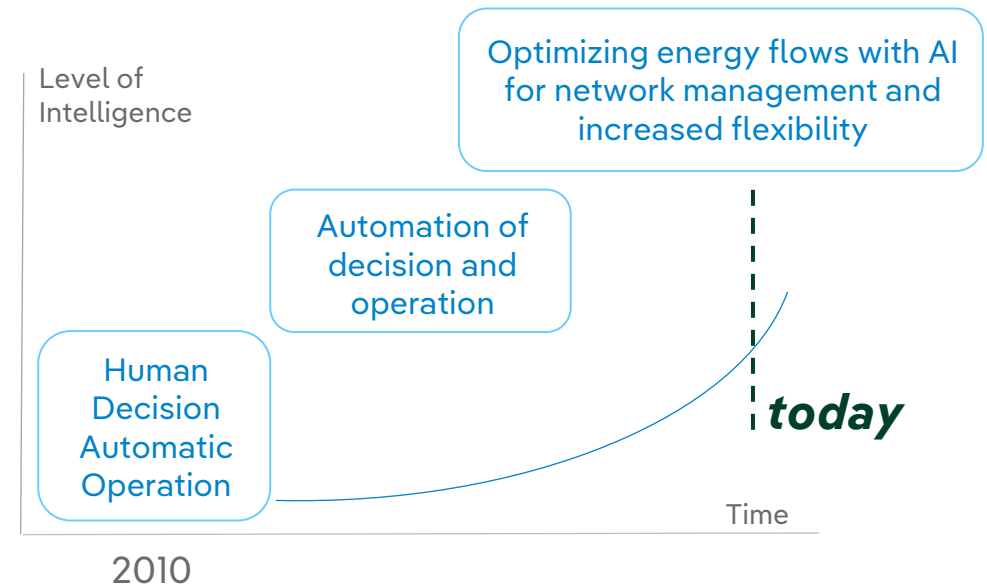 Optimizing energy flows with AI
for network management and
increased flexibility
Level of
Intelligence
Automation of
decision and
operation
Human
Decision
Automatic
Operation
today
Time
2010